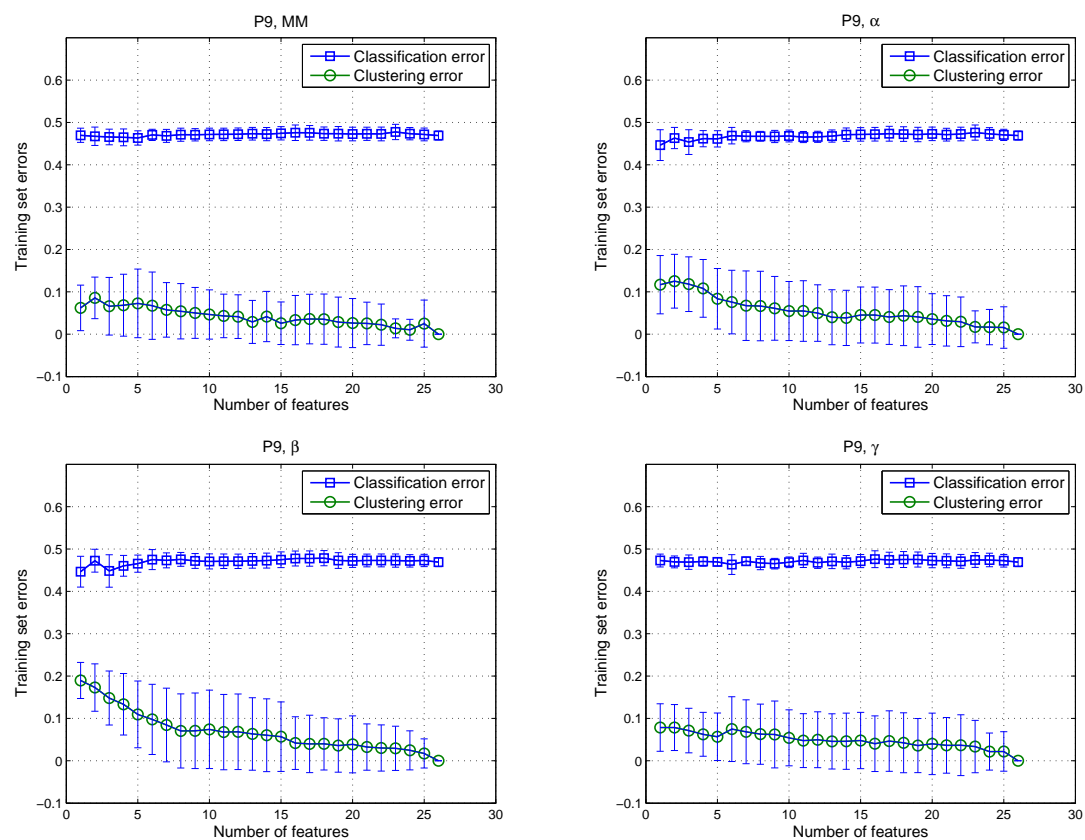 P9, MM
Classification error
Clustering error
Training set errors
0.6
0.5
0.4
0.3
0.2
0.1
0
−0.1
0 5 10 15 20 25 30
Number of features
P9, α
Classification error
Clustering error
Training set errors
0.6
0.5
0.4
0.3
0.2
0.1
0
−0.1
0 5 10 15 20 25 30
Number of features
P9, β
Classification error
Clustering error
Training set errors
0.6
0.5
0.4
0.3
0.2
0.1
0
−0.1
0 5 10 15 20 25 30
Number of features
P9, γ
Classification error
Clustering error
Training set errors
0.6
0.5
0.4
0.3
0.2
0.1
0
−0.1
0 5 10 15 20 25 30
Number of features